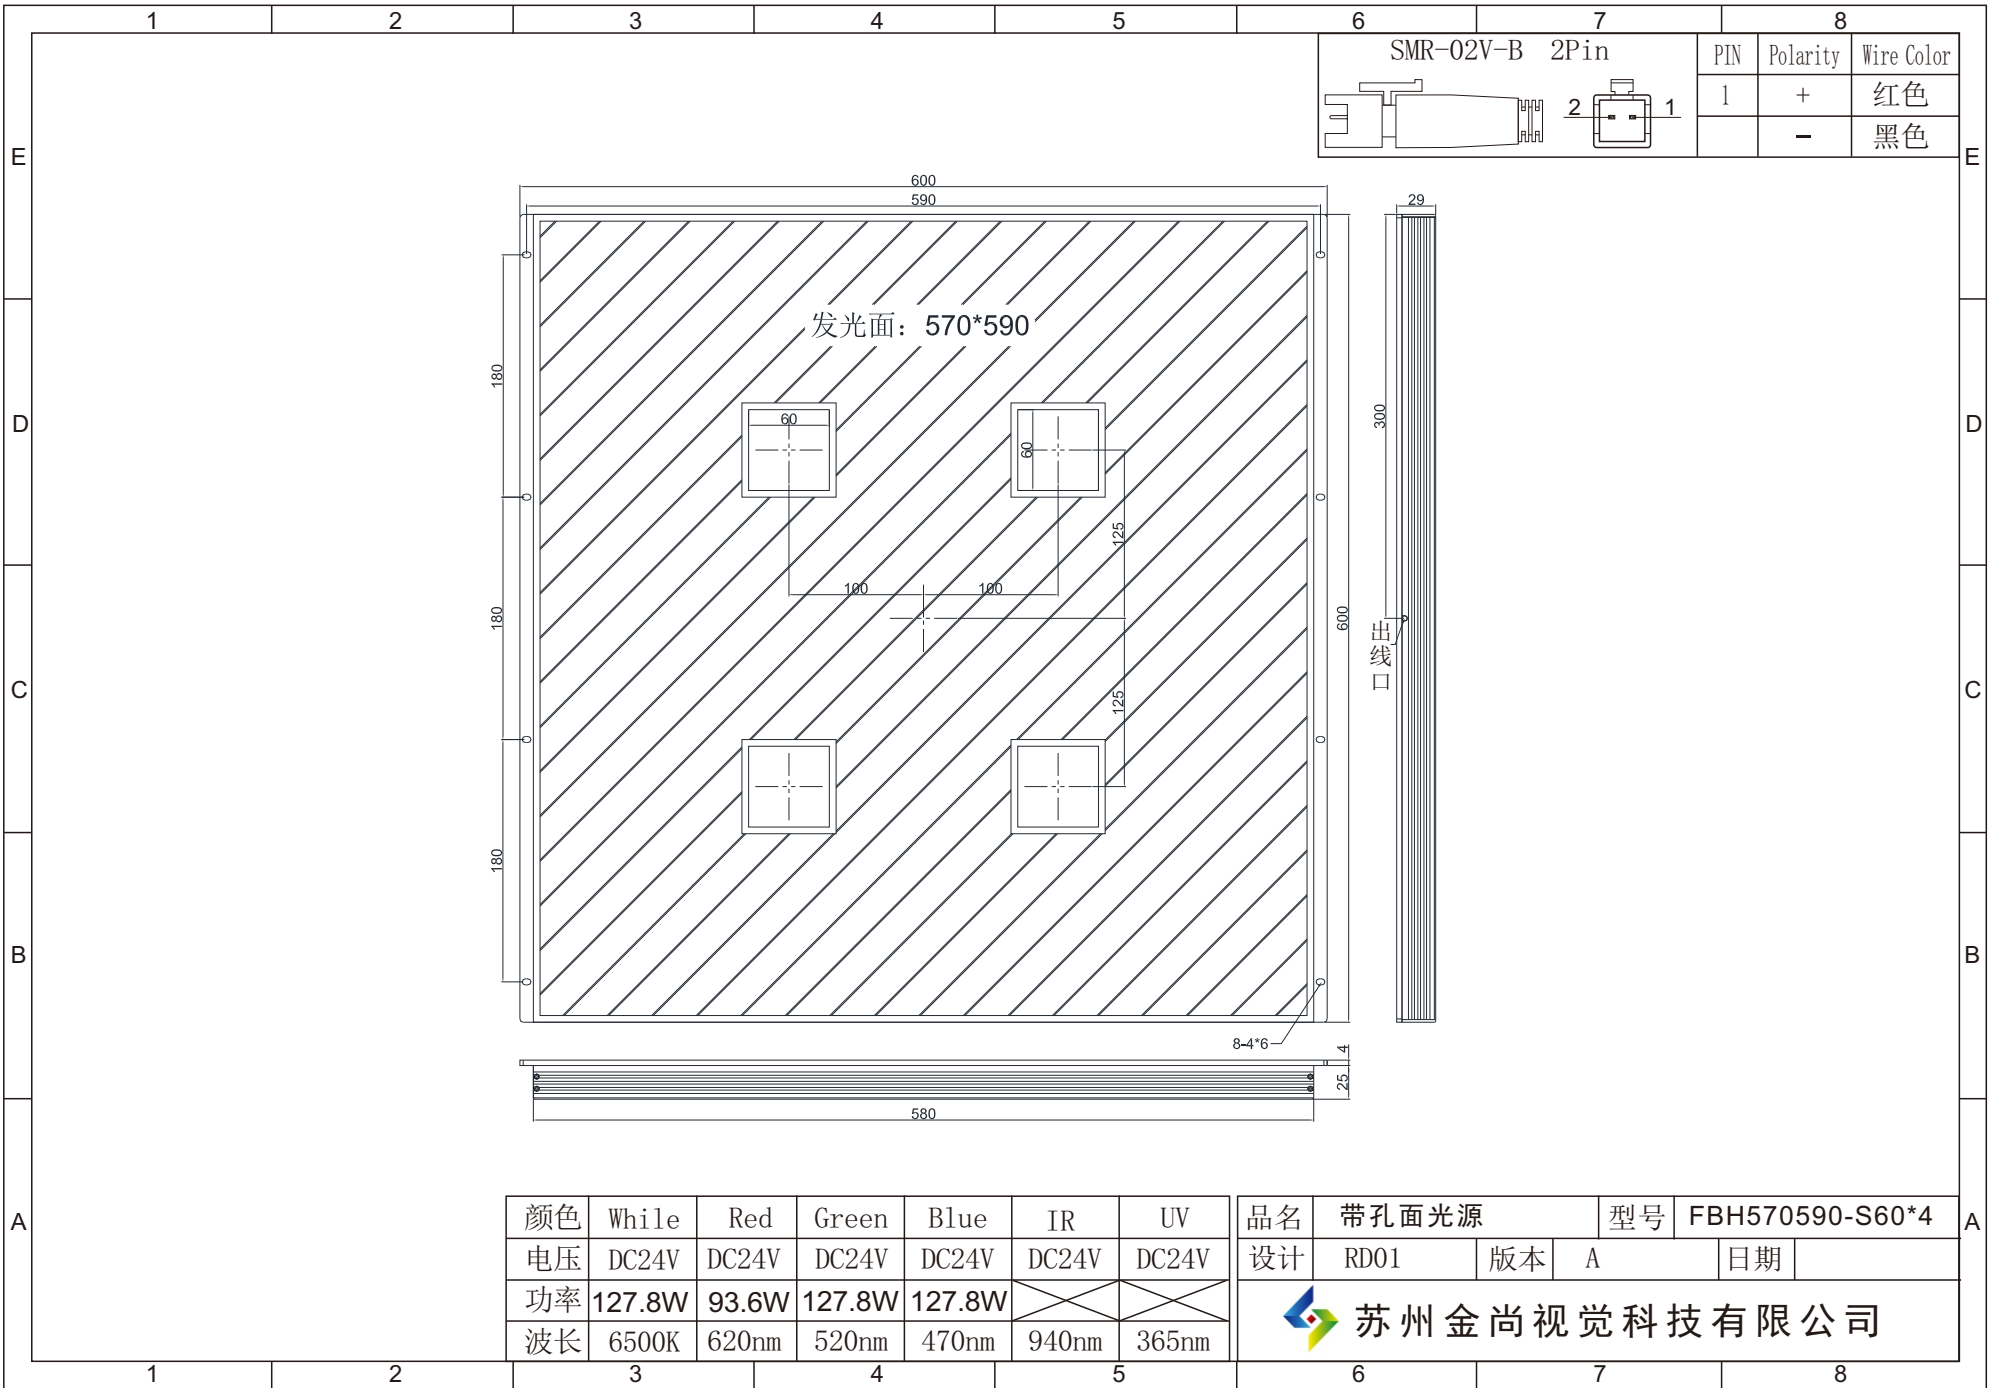 1 2 3 4 5 6 7 8
SMR-02V-B 2Pin
2 1
PIN Polarity Wire Color
1 + 红色
− 黑色
E E
600
590
29
发光面：570*590
180
60
60
300
D D
125
100 100
180
600
出线口
C C
125
180
B B
8-4*6
4
25
580
A A
颜色 While Red Green Blue IR UV
电压 DC24V DC24V DC24V DC24V DC24V DC24V
功率 127.8W 93.6W 127.8W 127.8W
波长 6500K 620nm 520nm 470nm 940nm 365nm
品名 带孔面光源 型号 FBH570590-S60*4
设计 RD01 版本 A 日期
苏州金尚视觉科技有限公司
1 2 3 4 5 6 7 8